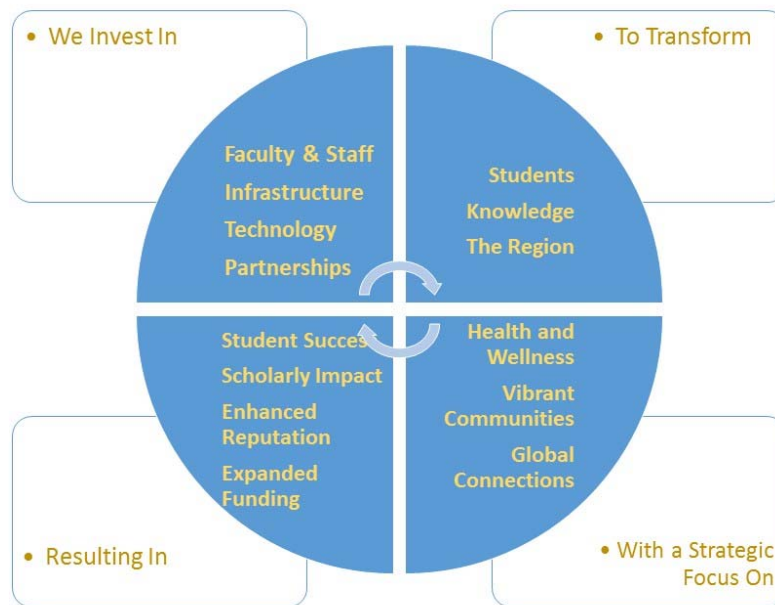 • We Invest In
• To Transform
Faculty & Staff
Infrastructure
Technology
Partnerships
Students
Knowledge
The Region
Student Succes
Scholarly Impact
Enhanced
Reputation
Expanded
Funding
Health and
Wellness
Vibrant
Communities
Global
Connections
• Resulting In
• With a Strategic
Focus On